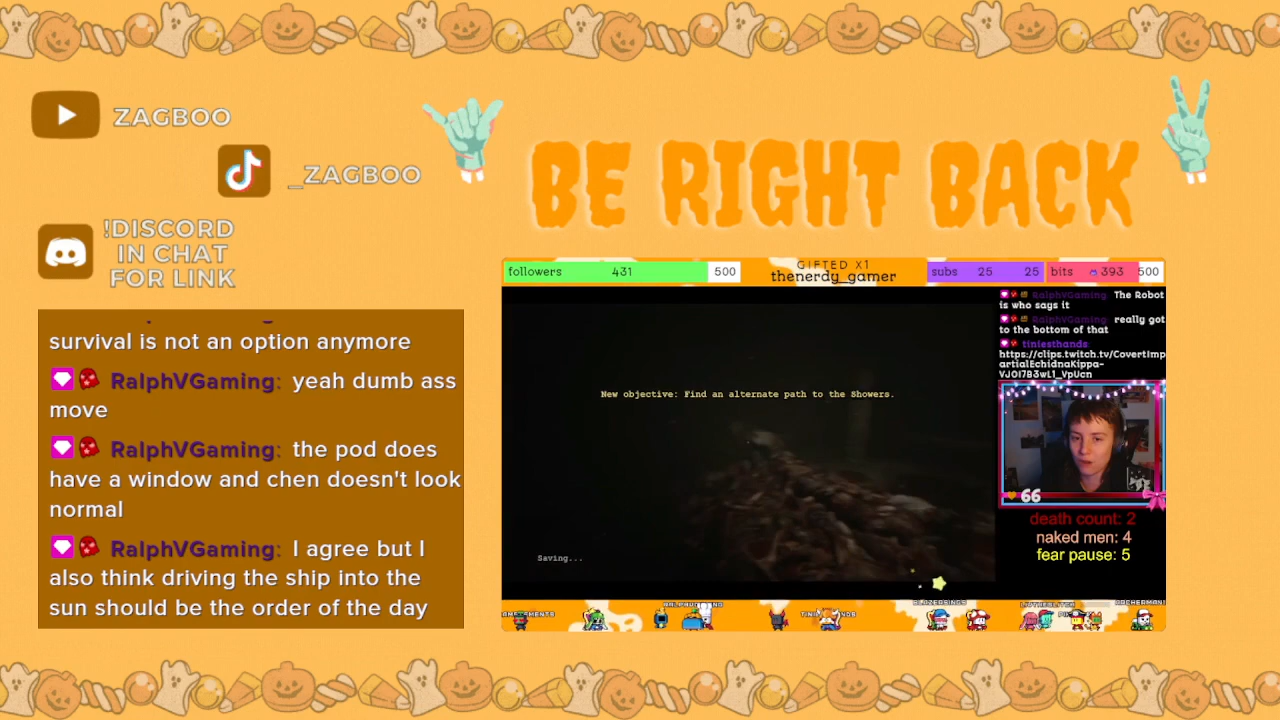 ZAGBOO
_ZAGBOO
!DISCORD
IN CHAT
FOR LINK
BE RIGHT BACK
survival is not an option anymore
RalphVGaming: yeah dumb ass
move
RalphVGaming: the pod does
have a window and chen doesn't look
normal
RalphVGaming: I agree but I
also think driving the ship into the
sun should be the order of the day
followers 431 500
GIFTED X1
thenerdy_gamer
subs 25 25
bits 393 500
New objective: Find an alternate path to the Showers.
Saving...
RalphVGaming: The Robot
is who says it
RalphVGaming: really got
to the bottom of that
tiniesthands:
https://clips.twitch.tv/CovertImp
artialEchidnaKippa-
VJOI7B3wL1_VpUcn
66
death count: 2
naked men: 4
fear pause: 5